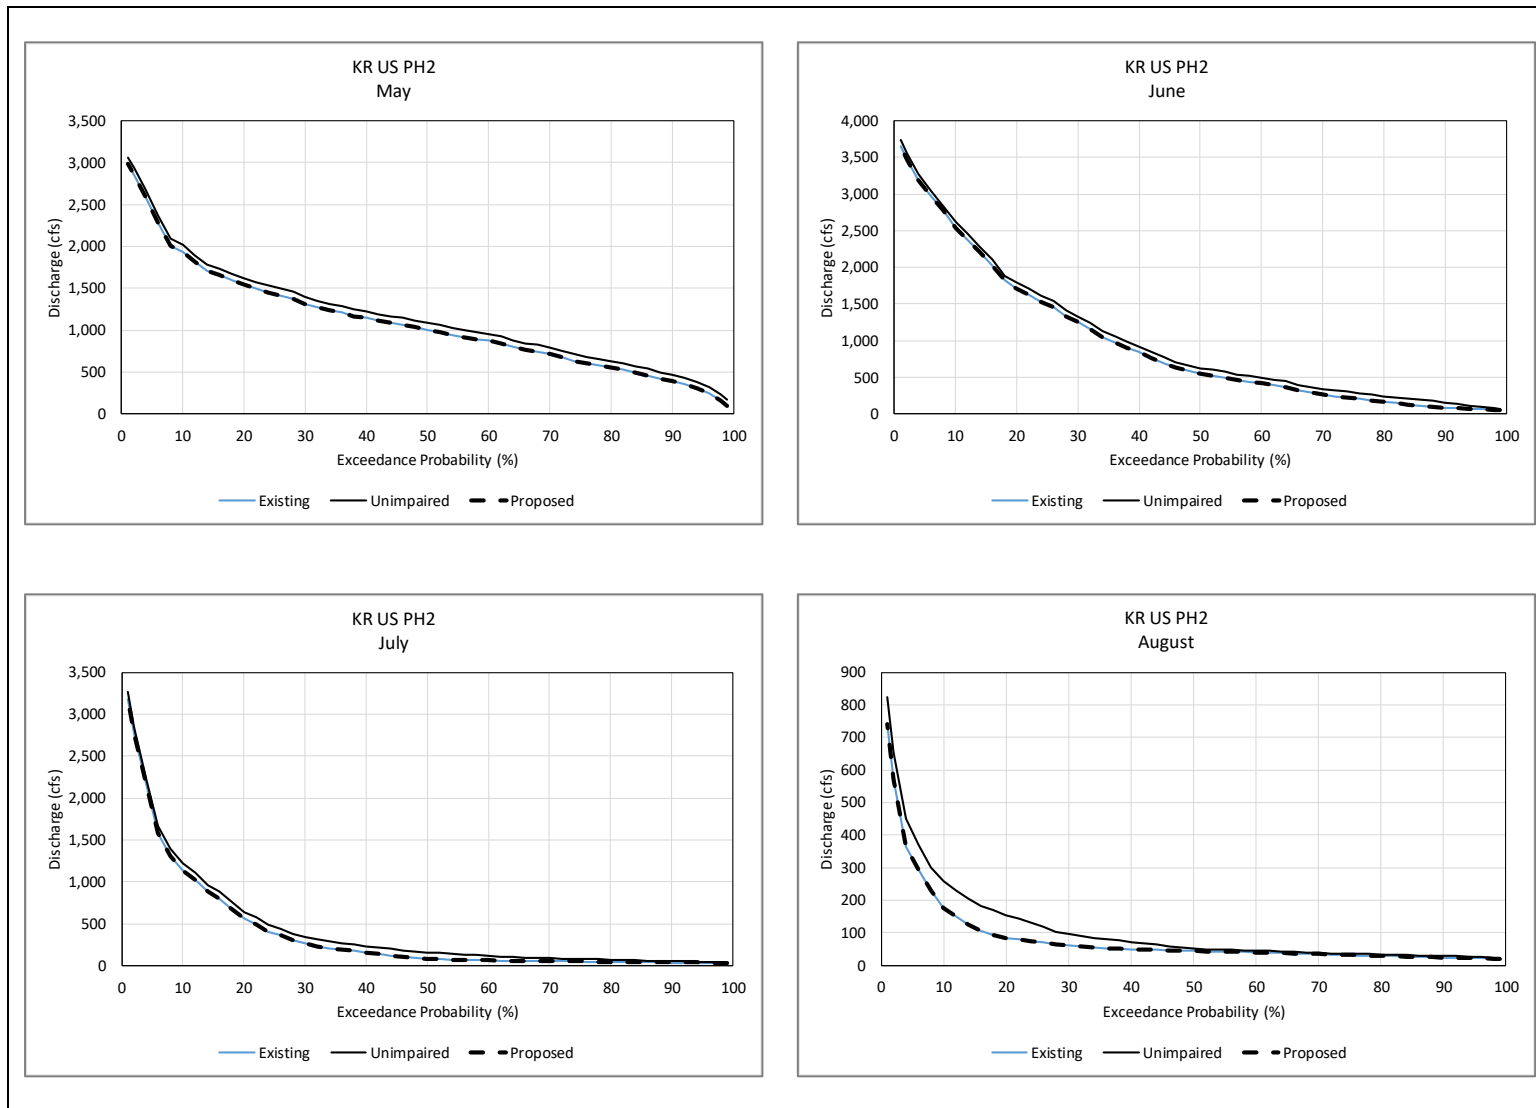 KR US PH2
May
3,500
3,000
2,500
2,000
1,500
1,000
500
0
Discharge (cfs)
0 10 20 30 40 50 60 70 80 90 100
Exceedance Probability (%)
Existing Unimpaired Proposed
KR US PH2
June
4,000
3,500
3,000
2,500
2,000
1,500
1,000
500
0
Discharge (cfs)
0 10 20 30 40 50 60 70 80 90 100
Exceedance Probability (%)
Existing Unimpaired Proposed
KR US PH2
July
3,500
3,000
2,500
2,000
1,500
1,000
500
0
Discharge (cfs)
0 10 20 30 40 50 60 70 80 90 100
Exceedance Probability (%)
Existing Unimpaired Proposed
KR US PH2
August
900
800
700
600
500
400
300
200
100
0
Discharge (cfs)
0 10 20 30 40 50 60 70 80 90 100
Exceedance Probability (%)
Existing Unimpaired Proposed